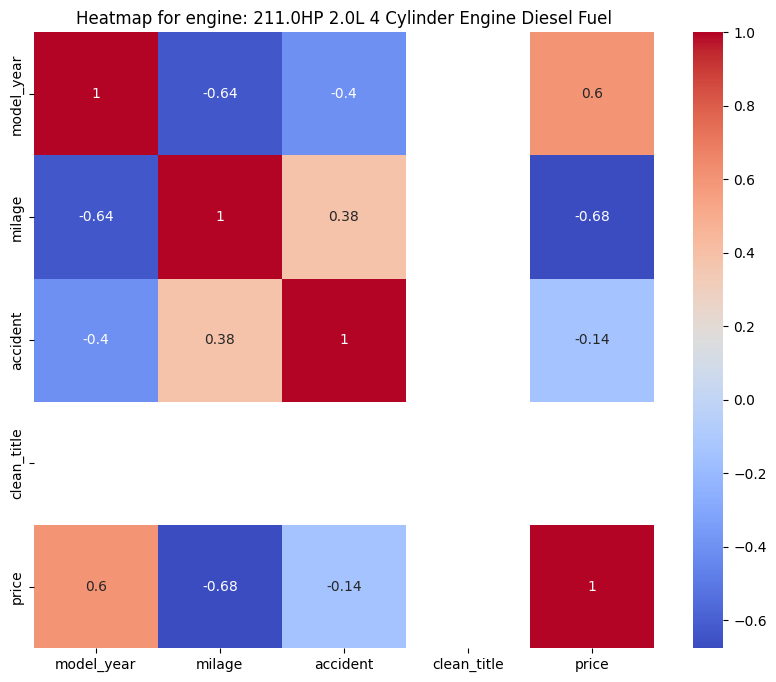 Heatmap for engine: 211.0HP 2.0L 4 Cylinder Engine Diesel Fuel
model_year
1
-0.64
-0.4
0.6
milage
-0.64
1
0.38
-0.68
accident
-0.4
0.38
1
-0.14
clean_title
price
0.6
-0.68
-0.14
1
model_year
milage
accident
clean_title
price
1.0
0.8
0.6
0.4
0.2
0.0
−0.2
−0.4
−0.6